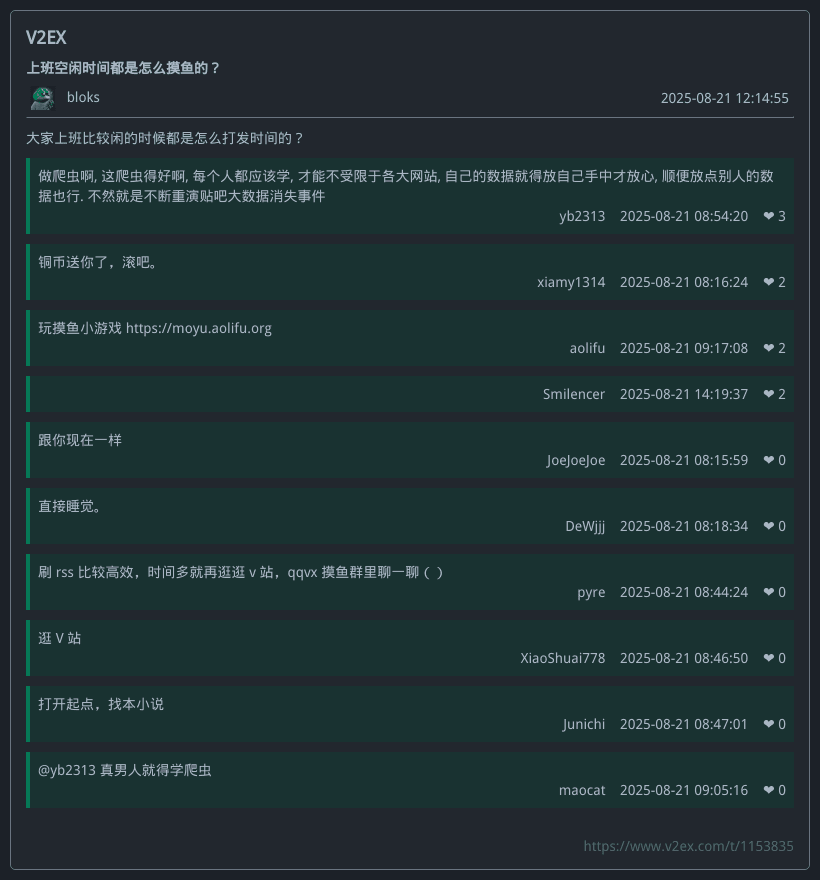 V2EX
上班空闲时间都是怎么摸鱼的？
bloks 2025-08-21 12:14:55
大家上班比较闲的时候都是怎么打发时间的？
做爬虫啊, 这爬虫得好啊, 每个人都应该学, 才能不受限于各大网站, 自己的数据就得放自己手中才放心, 顺便放点别人的数
据也行. 不然就是不断重演贴吧大数据消失事件
yb2313 2025-08-21 08:54:20 ❤ 3
铜币送你了，滚吧。
xiamy1314 2025-08-21 08:16:24 ❤ 2
玩摸鱼小游戏 https://moyu.aolifu.org
aolifu 2025-08-21 09:17:08 ❤ 2
Smilencer 2025-08-21 14:19:37 ❤ 2
跟你现在一样
JoeJoeJoe 2025-08-21 08:15:59 ❤ 0
直接睡觉。
DeWjjj 2025-08-21 08:18:34 ❤ 0
刷 rss 比较高效，时间多就再逛逛 v 站，qqvx 摸鱼群里聊一聊（ ）
pyre 2025-08-21 08:44:24 ❤ 0
逛 V 站
XiaoShuai778 2025-08-21 08:46:50 ❤ 0
打开起点，找本小说
Junichi 2025-08-21 08:47:01 ❤ 0
@yb2313 真男人就得学爬虫
maocat 2025-08-21 09:05:16 ❤ 0
https://www.v2ex.com/t/1153835